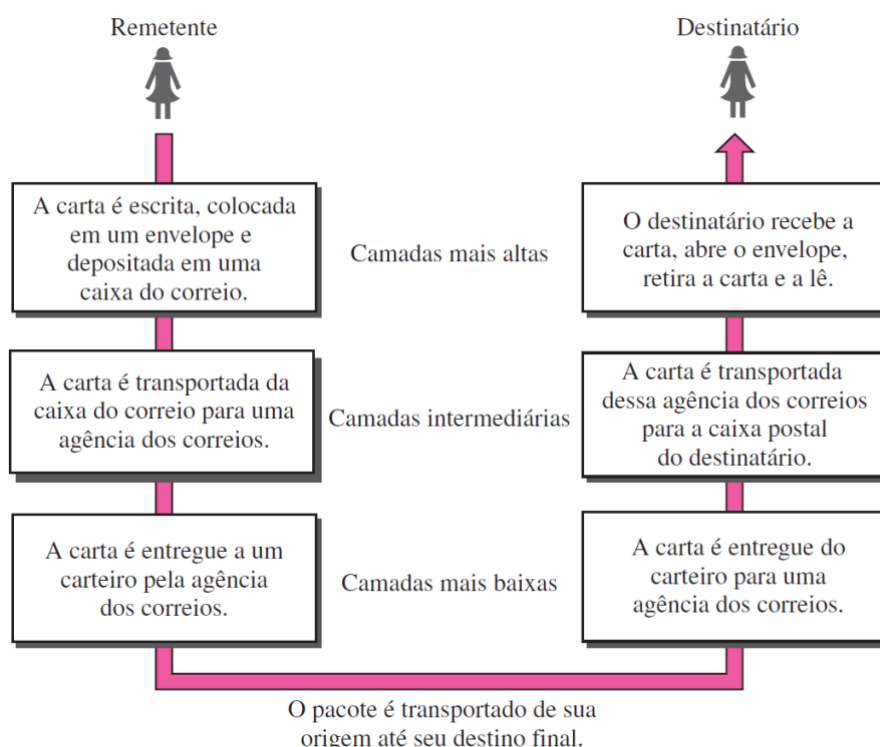 Remetente
Destinatário
A carta é escrita, colocada
em um envelope e
depositada em uma
caixa do correio.
Camadas mais altas
O destinatário recebe a
carta, abre o envelope,
retira a carta e a lê.
A carta é transportada da
caixa do correio para uma
agência dos correios.
Camadas intermediárias
A carta é transportada
dessa agência dos correios
para a caixa postal
do destinatário.
A carta é entregue a um
carteiro pela agência
dos correios.
Camadas mais baixas
A carta é entregue do
carteiro para uma
agência dos correios.
O pacote é transportado de sua
origem até seu destino final.